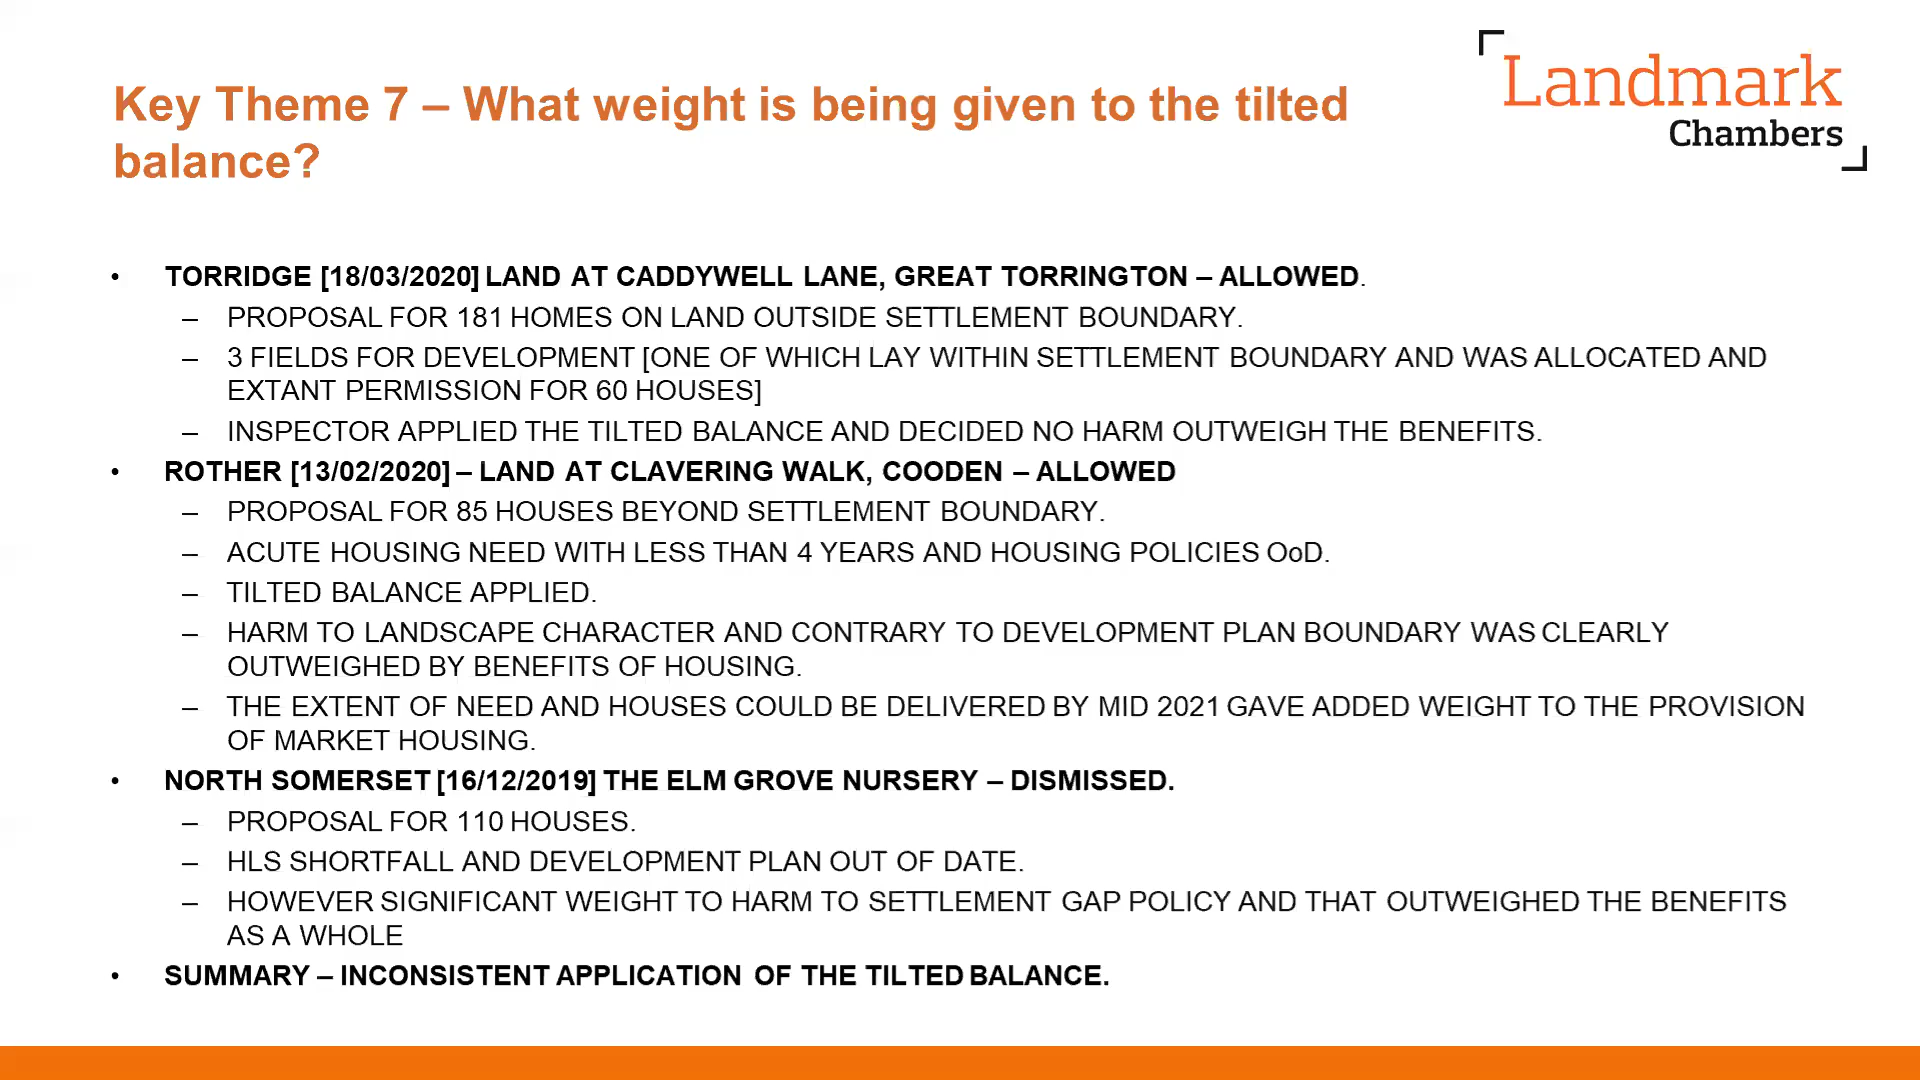 Key Theme 7 – What weight is being given to the tilted
balance?
Landmark
Chambers
• TORRIDGE [18/03/2020] LAND AT CADDYWELL LANE, GREAT TORRINGTON – ALLOWED.
– PROPOSAL FOR 181 HOMES ON LAND OUTSIDE SETTLEMENT BOUNDARY.
– 3 FIELDS FOR DEVELOPMENT [ONE OF WHICH LAY WITHIN SETTLEMENT BOUNDARY AND WAS ALLOCATED AND
EXTANT PERMISSION FOR 60 HOUSES]
– INSPECTOR APPLIED THE TILTED BALANCE AND DECIDED NO HARM OUTWEIGH THE BENEFITS.
• ROTHER [13/02/2020] – LAND AT CLAVERING WALK, COODEN – ALLOWED
– PROPOSAL FOR 85 HOUSES BEYOND SETTLEMENT BOUNDARY.
– ACUTE HOUSING NEED WITH LESS THAN 4 YEARS AND HOUSING POLICIES OoD.
– TILTED BALANCE APPLIED.
– HARM TO LANDSCAPE CHARACTER AND CONTRARY TO DEVELOPMENT PLAN BOUNDARY WAS CLEARLY
OUTWEIGHED BY BENEFITS OF HOUSING.
– THE EXTENT OF NEED AND HOUSES COULD BE DELIVERED BY MID 2021 GAVE ADDED WEIGHT TO THE PROVISION
OF MARKET HOUSING.
• NORTH SOMERSET [16/12/2019] THE ELM GROVE NURSERY – DISMISSED.
– PROPOSAL FOR 110 HOUSES.
– HLS SHORTFALL AND DEVELOPMENT PLAN OUT OF DATE.
– HOWEVER SIGNIFICANT WEIGHT TO HARM TO SETTLEMENT GAP POLICY AND THAT OUTWEIGHED THE BENEFITS
AS A WHOLE
• SUMMARY – INCONSISTENT APPLICATION OF THE TILTED BALANCE.